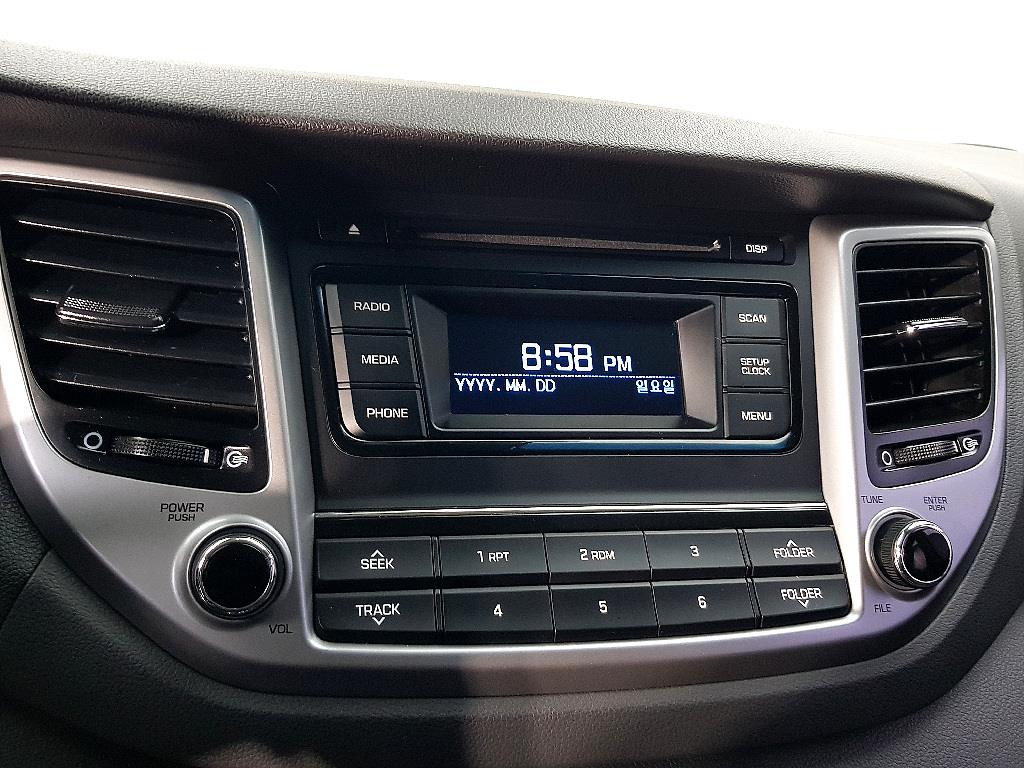 DISP
RADIO
MEDIA
PHONE
8:58 PM
YYYY. MM. DD 일요일
SCAN
SETUP
CLOCK
MENU
POWER
PUSH
VOL
SEEK
TRACK
1 RPT
2 RDM
3
FOLDER
4
5
6
FOLDER
TUNE
ENTER
PUSH
FILE